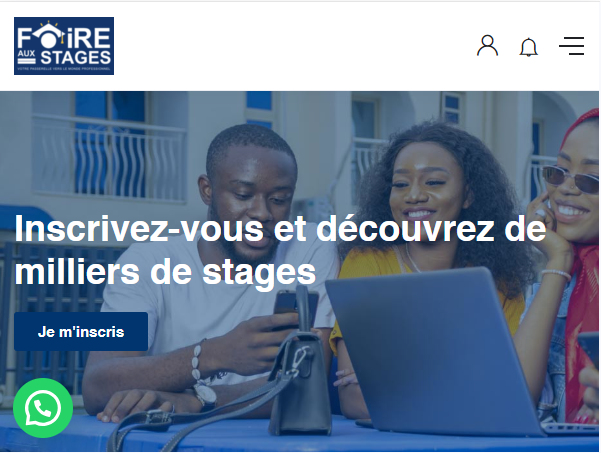 FOIRE
AUX STAGES
VOTRE PASSERELLE VERS LE MONDE PROFESSIONNEL
Inscrivez-vous et découvrez de
milliers de stages
Je m'inscris